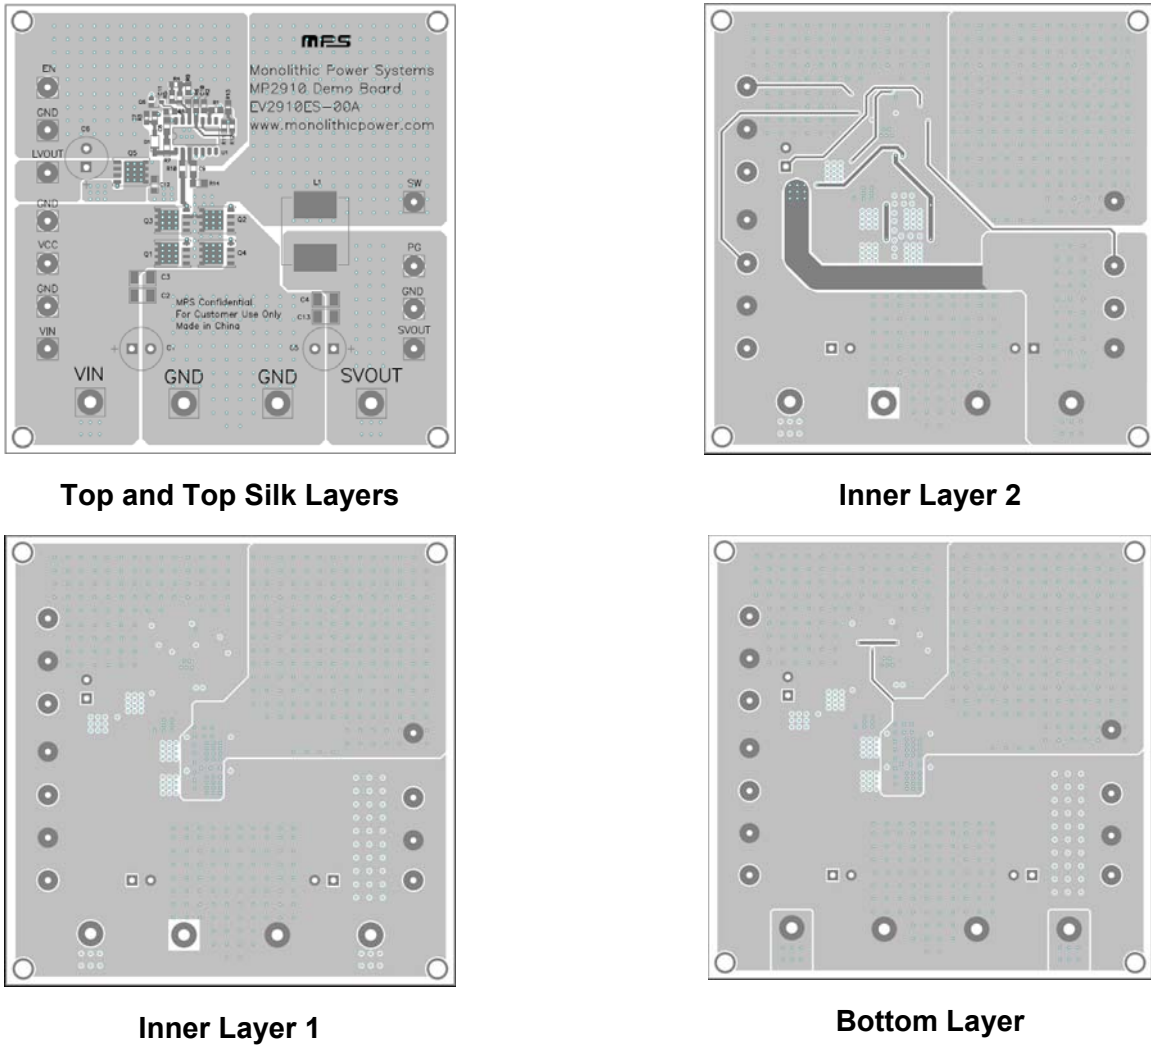 MPS
Monolithic Power Systems
MP2910 Demo Board
EV2910ES-00A
www.monolithicpower.com
EN
GND
C6
LVOUT
Q5
U1
C12
R14
L1
SW
GND
Q3
Q2
VCC
Q1
Q4
PG
C3
C2
GND
MPS Confidential
For Customer Use Only
Made in China
C4
C13
GND
VIN
SVOUT
VIN
GND
GND
SVOUT
Top and Top Silk Layers
Inner Layer 2
Inner Layer 1
Bottom Layer